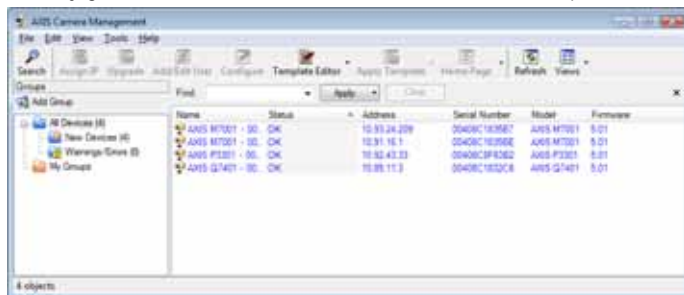 AXIS Camera Management
File Edit View Tools Help
Search Assign IP Upgrade Add/Edit User Configure Template Editor Apply Template Home Page Refresh Views
Groups
Find: Apply Clear
Add Group
Name Status Address Serial Number Model Firmware
All Devices (4)
AXIS M7001 - 00... OK 10.93.24.209 AXIS M7001 5.01
New Devices (4)
AXIS M7001 - 00... OK 10.91.16.1 AXIS M7001 5.01
Warnings/Errors (0)
AXIS P3301 - 00... OK 10.92.43.33 AXIS P3301 5.01
My Groups
AXIS Q7401 - 00... OK 10.89.11.3 AXIS Q7401 5.01
4 objects